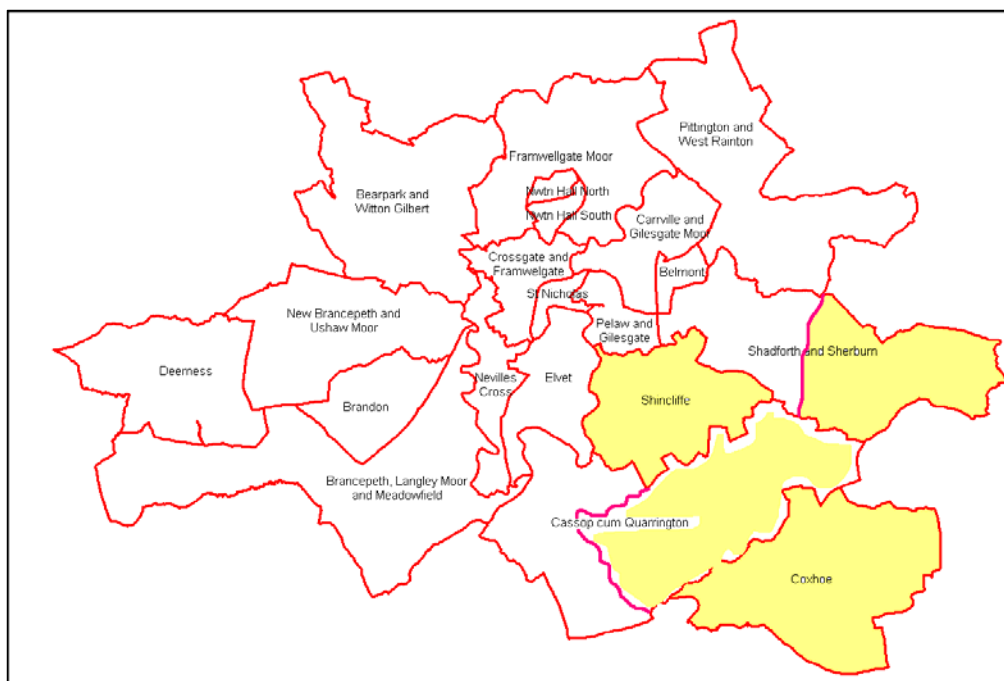 Pittington and
West Rainton
Framwellgate Moor
Bearpark and
Witton Gilbert
Nwtn Hall North
Nwtn Hall South
Carrville and
Gilesgate Moor
Crossgate and
Framwelgate
Belmont
St Nicholas
New Brancepeth and
Ushaw Moor
Pelaw and
Gilesgate
Shadforth and Sherburn
Deerness
Nevilles
Cross
Elvet
Brandon
Shincliffe
Brancepeth, Langley Moor
and Meadowfield
Cassop cum Quarrington
Coxhoe